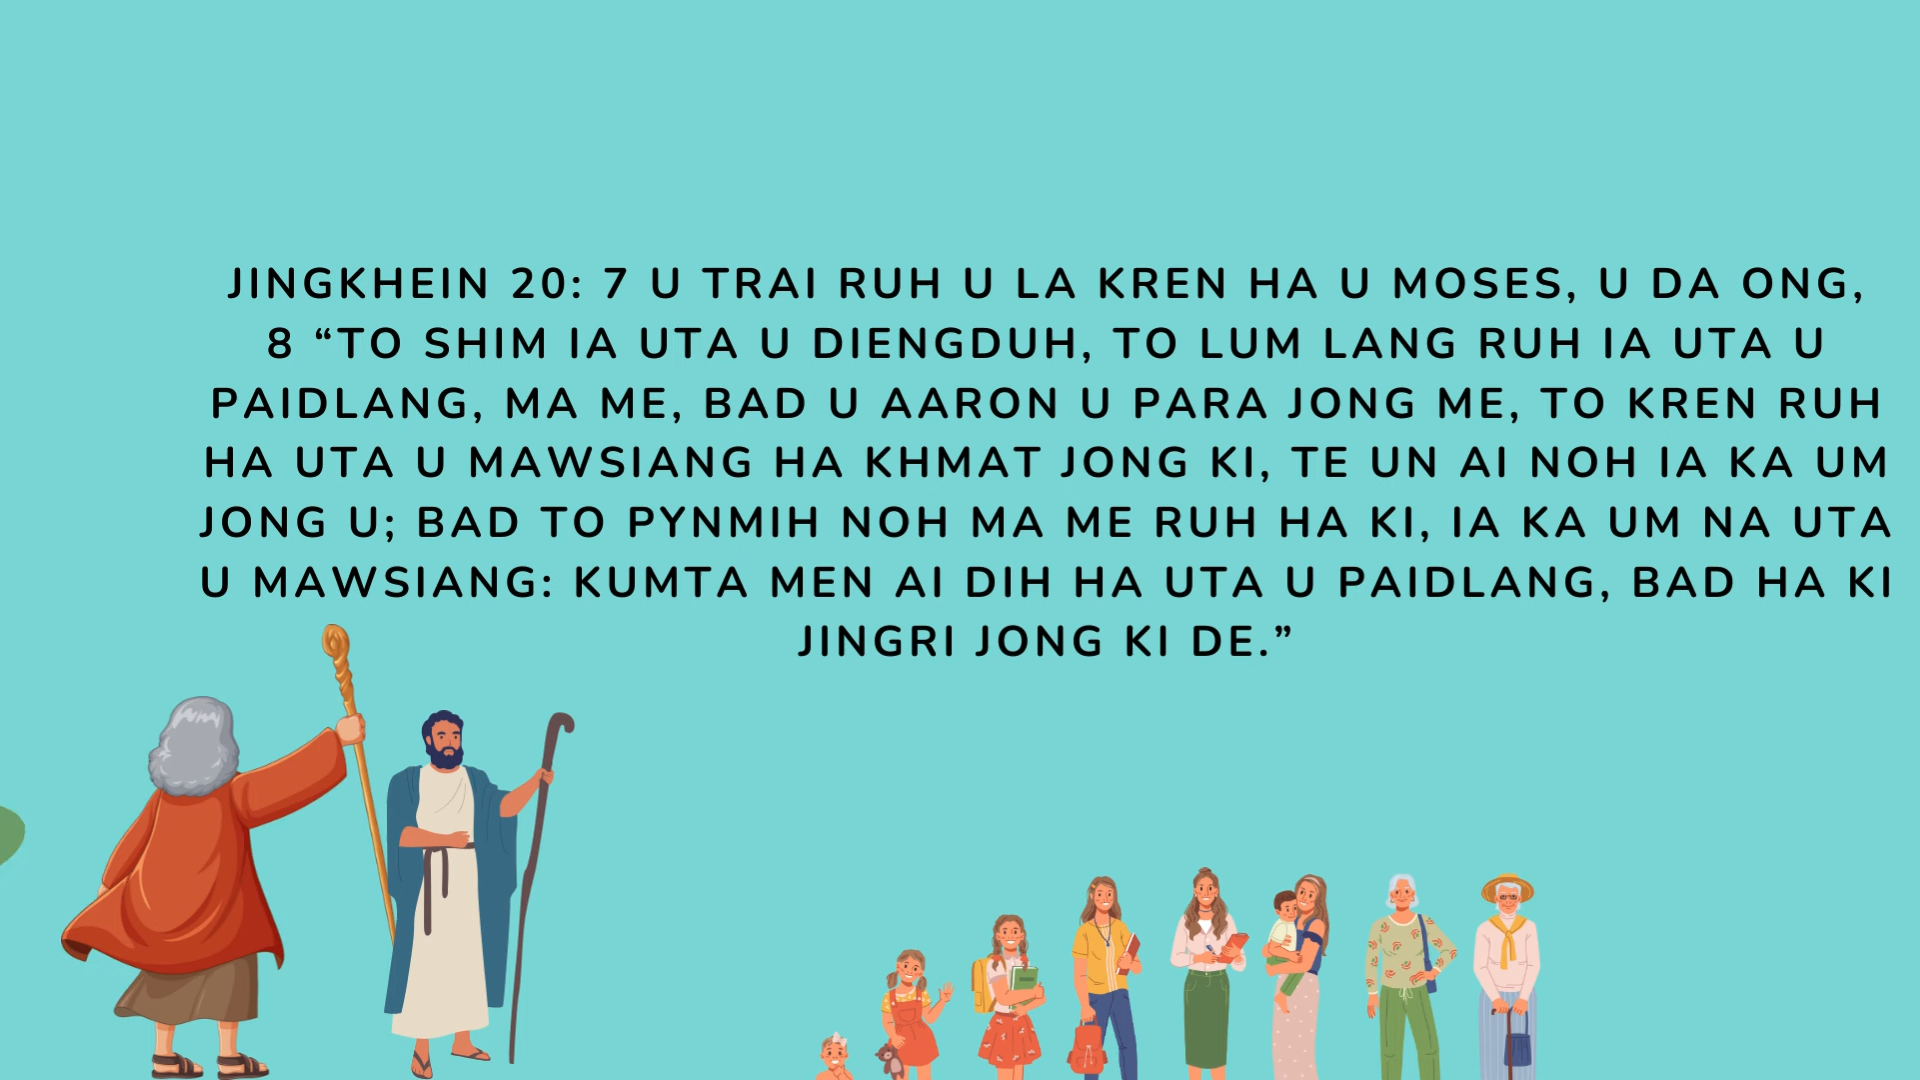 JINGKHEIN 20: 7 U TRAI RUH U LA KREN HA U MOSES, U DA ONG,
8 “TO SHIM IA UTA U DIENGDUH, TO LUM LANG RUH IA UTA U
PAIDLANG, MA ME, BAD U AARON U PARA JONG ME, TO KREN RUH
HA UTA U MAWSIANG HA KHMAT JONG KI, TE UN AI NOH IA KA UM
JONG U; BAD TO PYNMIH NOH MA ME RUH HA KI, IA KA UM NA UTA
U MAWSIANG: KUMTA MEN AI DIH HA UTA U PAIDLANG, BAD HA KI
JINGRI JONG KI DE.”